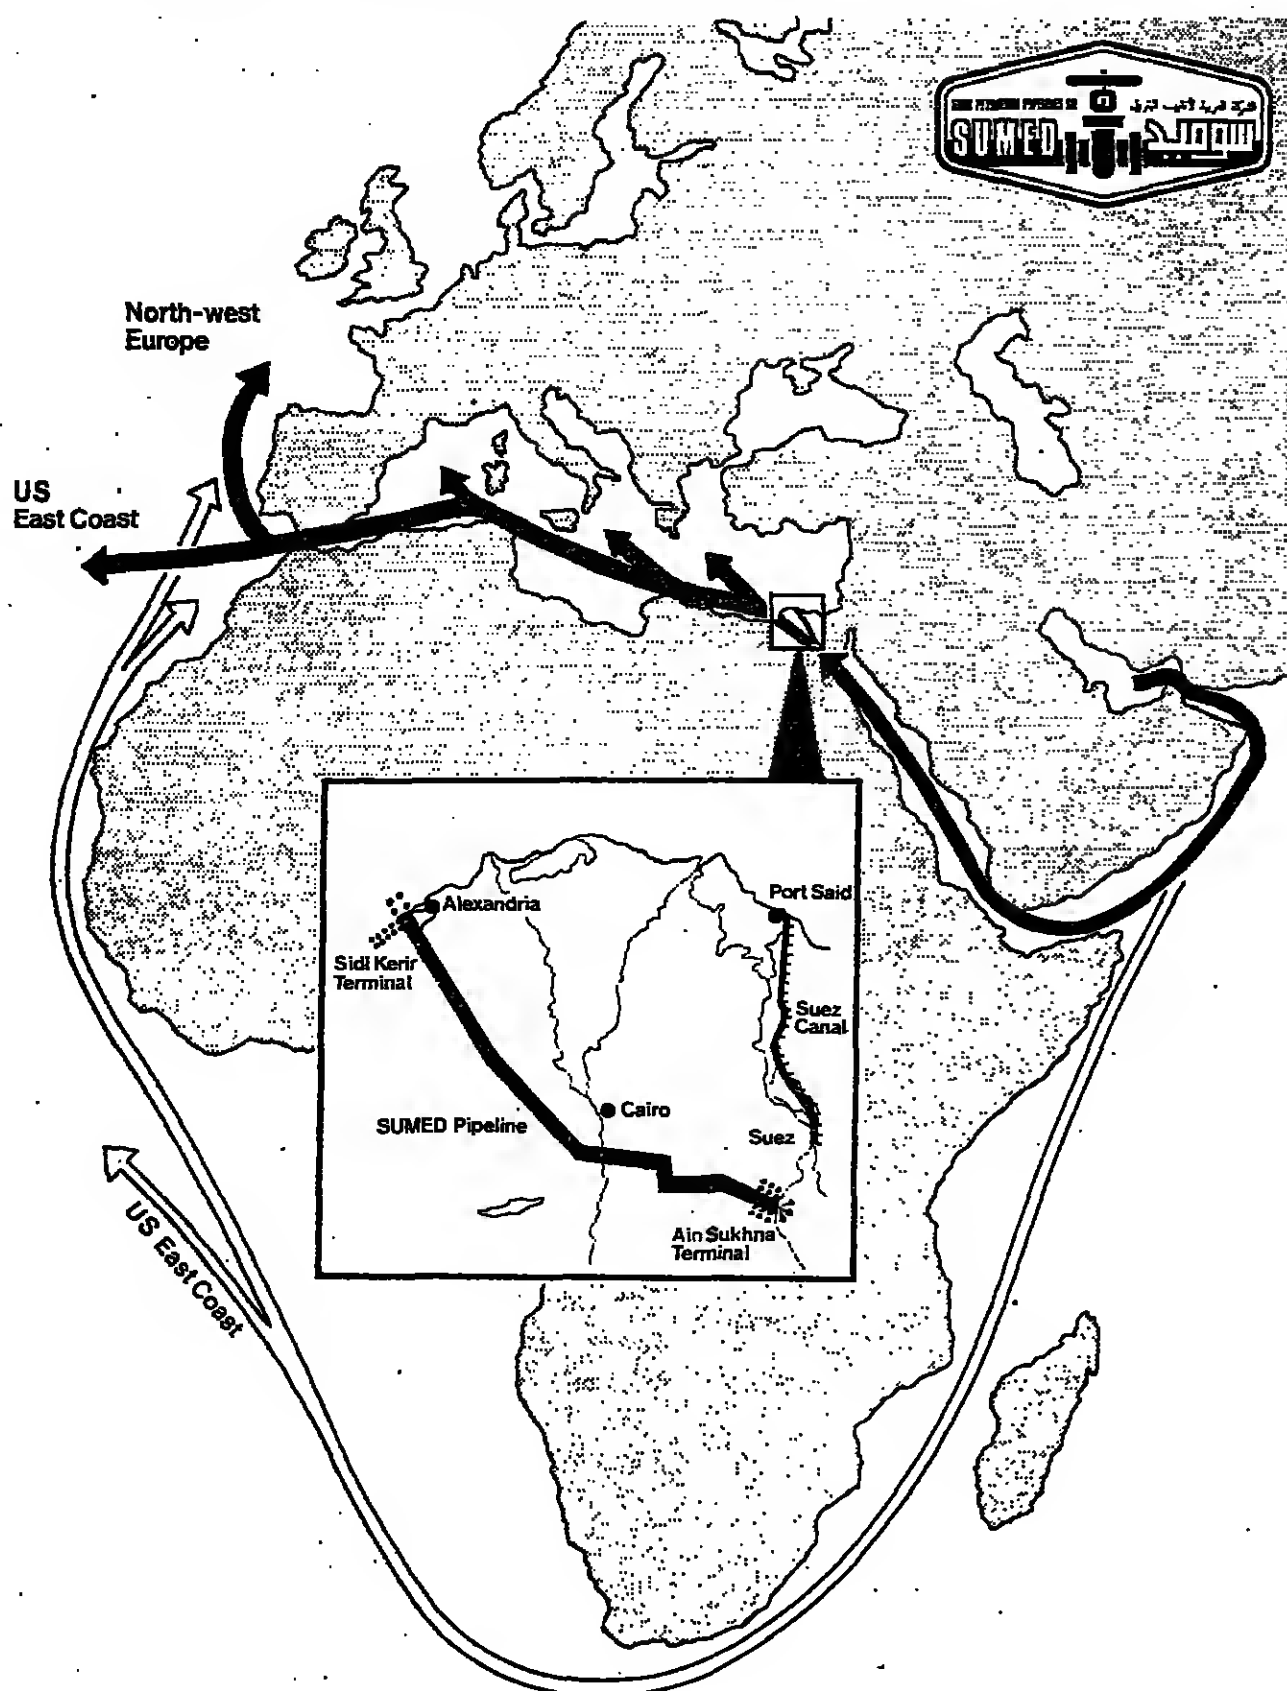 SUMED
سوميد
North-west
Europe
US
East Coast
Port Said
Alexandria
Sidi Kerir
Terminal
Suez
Canal
Cairo
SUMED Pipeline
Suez
Ain Sukhna
Terminal
US East Coast